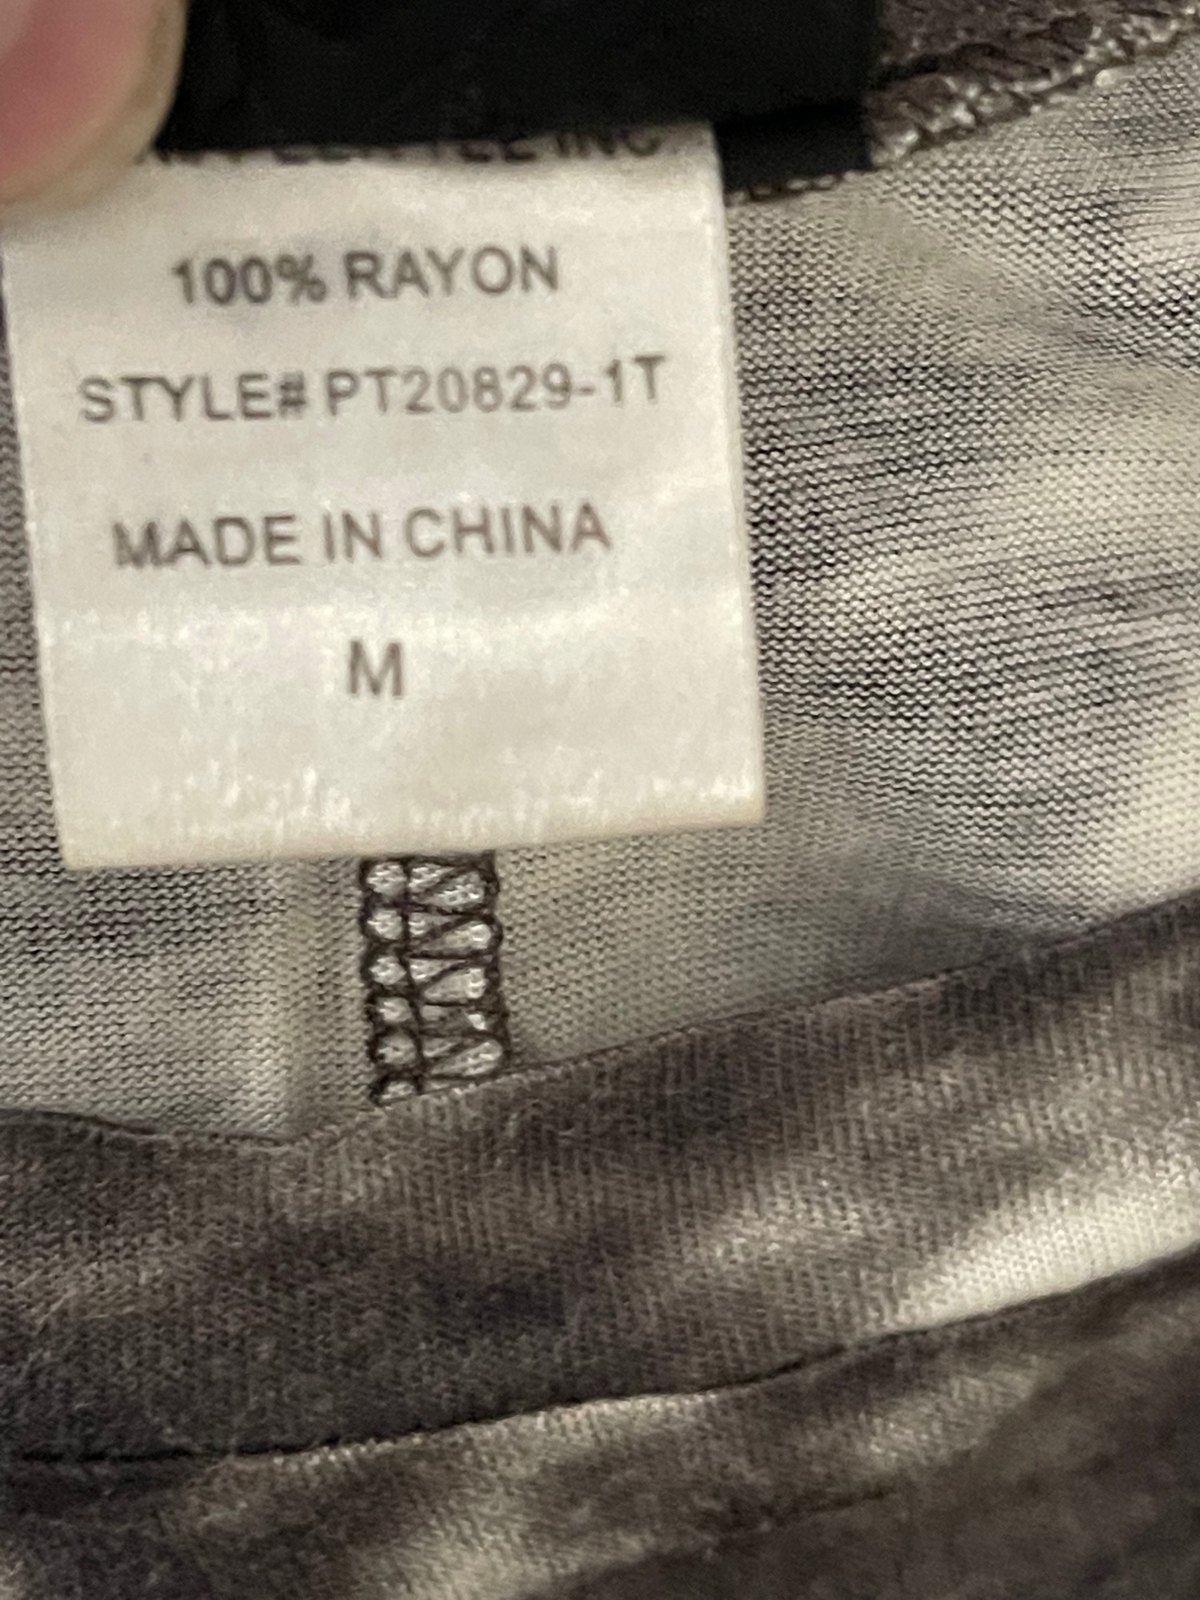 100% RAYON
STYLE# PT20829-1T
MADE IN CHINA
M